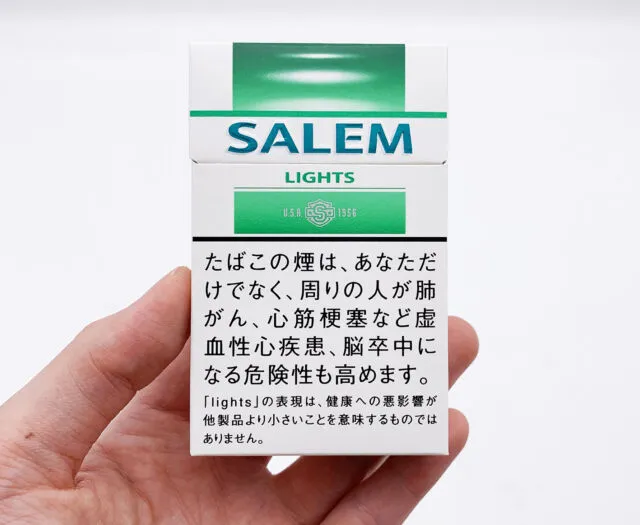 SALEM
LIGHTS
U.S.A. S 1956
たばこの煙は、あなただ
けでなく、周りの人が肺
がん、心筋梗塞など虚
血性心疾患、脳卒中に
なる危険性も高めます。
「lights」の表現は、健康への悪影響が
他製品より小さいことを意味するものでは
ありません。